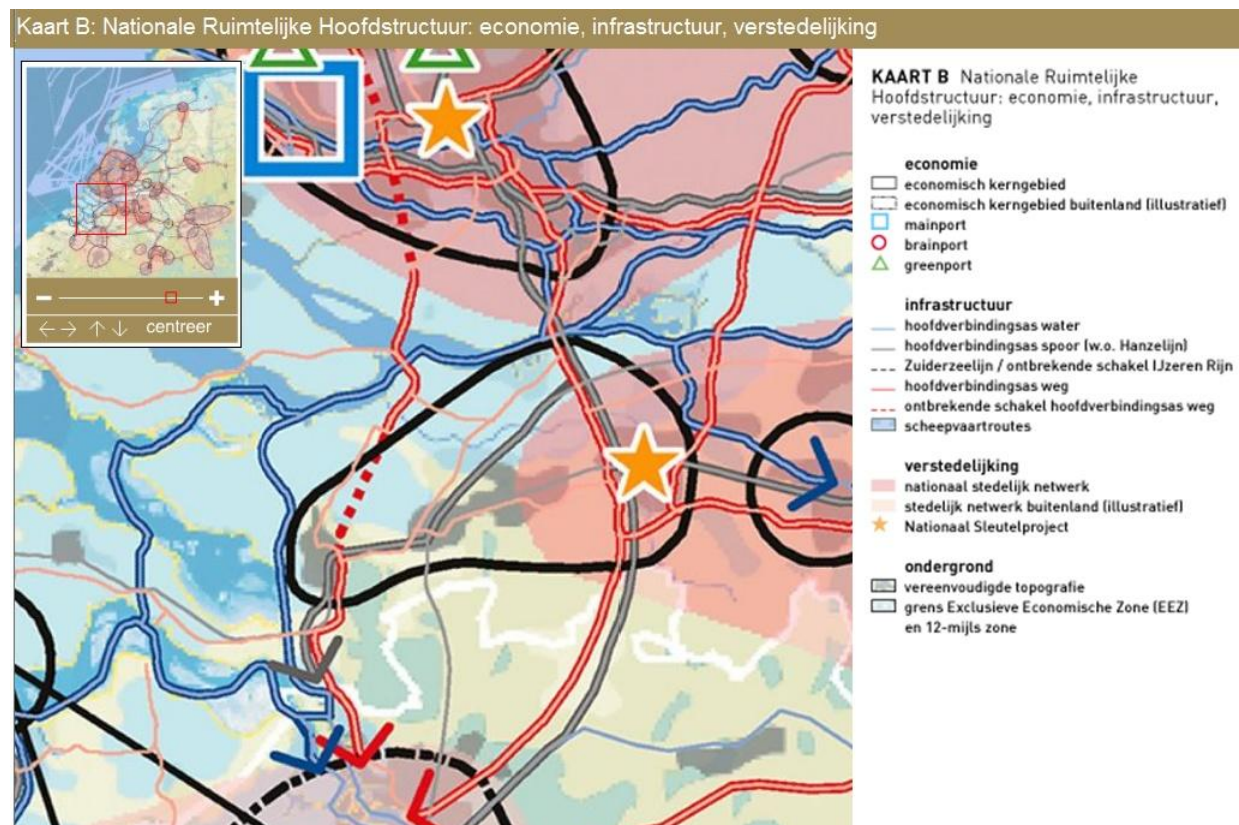 Kaart B: Nationale Ruimtelijke Hoofdstructuur: economie, infrastructuur, verstedelijking
centreer
KAART B Nationale Ruimtelijke
Hoofdstructuur: economie, infrastructuur,
verstedelijking
economie
economisch kerngebied
economisch kerngebied buitenland (illustratief)
mainport
brainport
greenport
infrastructuur
hoofdverbindingsas water
hoofdverbindingsas spoor (w.o. Hanzelijn)
Zuiderzeelijn / ontbrekende schakel IJzeren Rijn
hoofdverbindingsas weg
ontbrekende schakel hoofdverbindingsas weg
scheepvaartroutes
verstedelijking
nationaal stedelijk netwerk
stedelijk netwerk buitenland (illustratief)
Nationaal Sleutelproject
ondergrond
vereenvoudigde topografie
grens Exclusieve Economische Zone (EEZ)
en 12-mijls zone